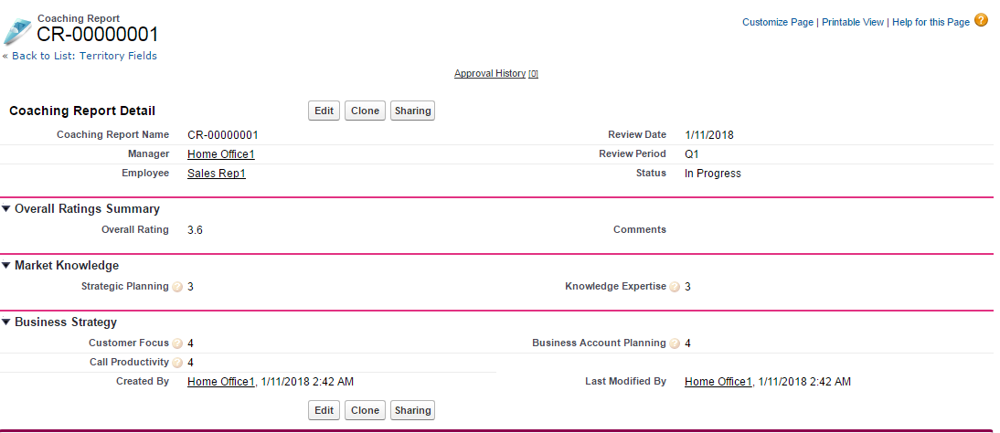 Coaching Report
CR-00000001
Customize Page | Printable View | Help for this Page ?
« Back to List: Territory Fields
Approval History [0]
Coaching Report Detail Edit Clone Sharing
Coaching Report Name CR-00000001 Review Date 1/11/2018
Manager Home Office1 Review Period Q1
Employee Sales Rep1 Status In Progress
Overall Ratings Summary
Overall Rating 3.6 Comments
Market Knowledge
Strategic Planning ? 3 Knowledge Expertise ? 3
Business Strategy
Customer Focus ? 4 Business Account Planning ? 4
Call Productivity ? 4
Created By Home Office1, 1/11/2018 2:42 AM Last Modified By Home Office1, 1/11/2018 2:42 AM
Edit Clone Sharing